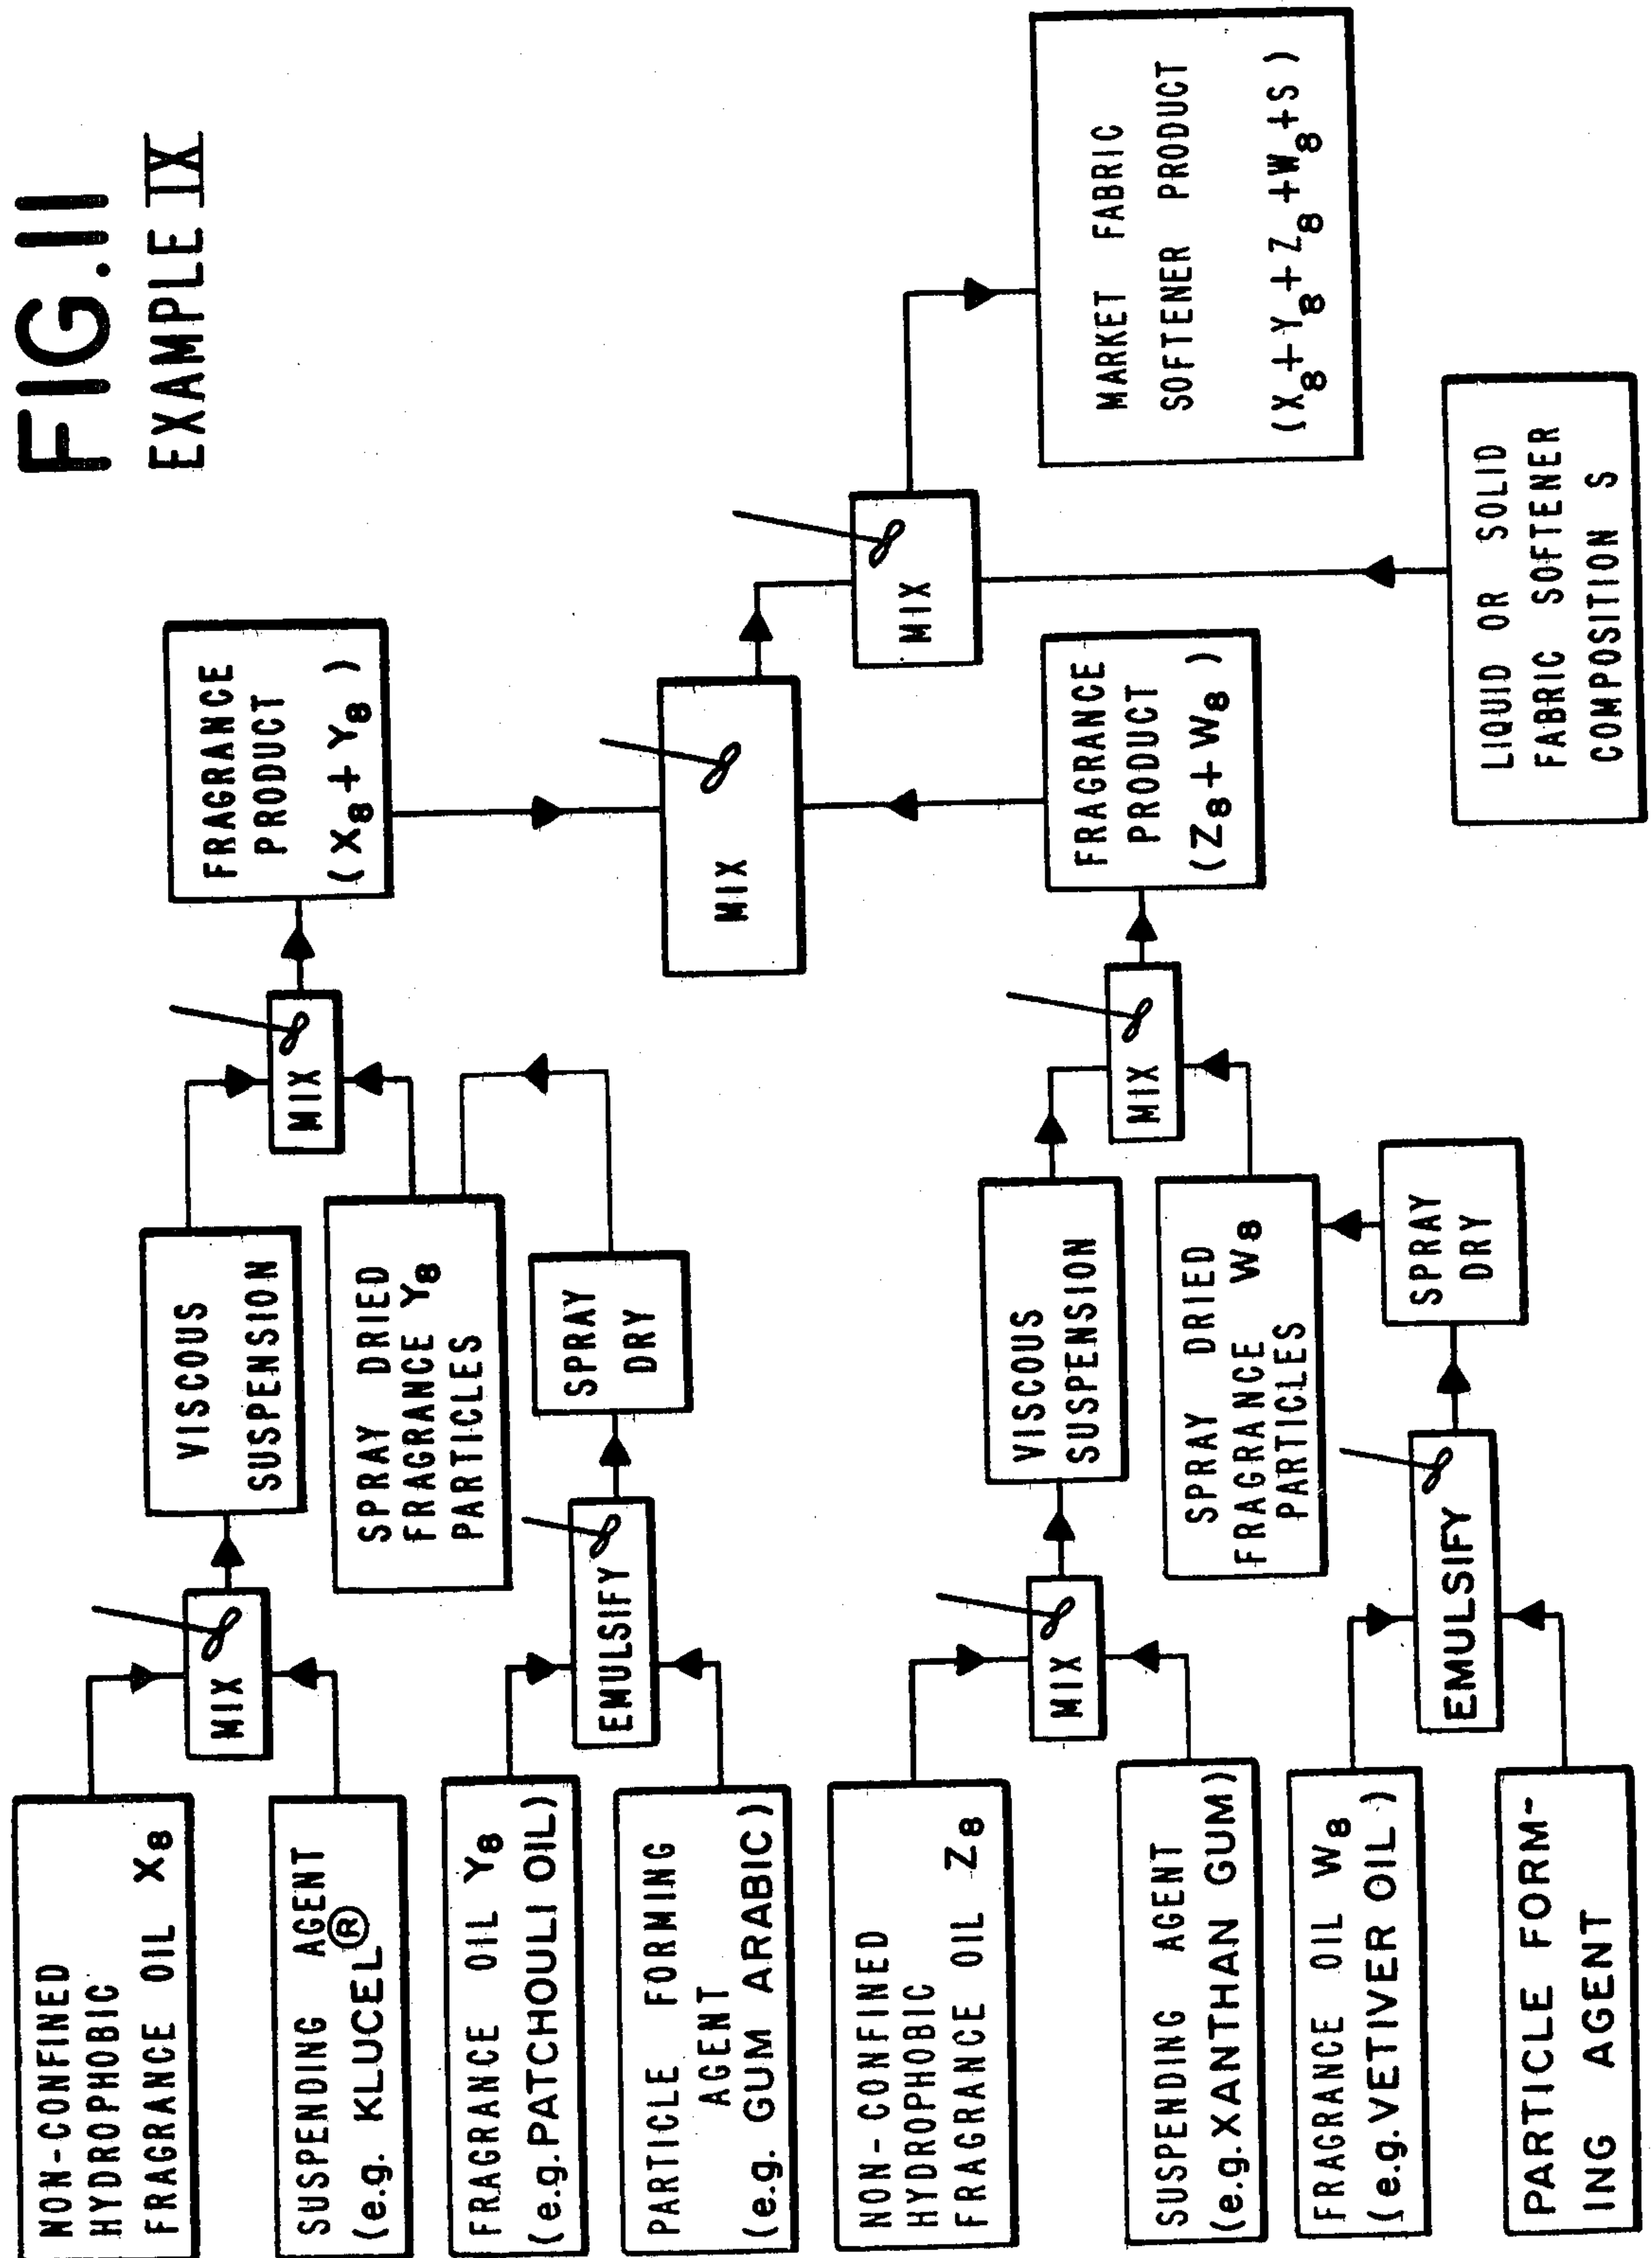 FIG.11
EXAMPLE IX
NON-CONFINED
HYDROPHOBIC
FRAGRANCE OIL X8
SUSPENDING AGENT
(e.g. KLUCEL®
MIX
VISCOUS
SUSPENSION
FRAGRANCE OIL Y8
(e.g. PATCHOULI OIL)
PARTICLE FORMING
AGENT
(e.g. GUM ARABIC)
EMULSIFY
SPRAY
DRY
SPRAY DRIED
FRAGRANCE Y8
PARTICLES
MIX
FRAGRANCE
PRODUCT
(X8+Y8)
NON-CONFINED
HYDROPHOBIC
FRAGRANCE OIL Z8
SUSPENDING AGENT
(e.g. XANTHAN GUM)
MIX
VISCOUS
SUSPENSION
FRAGRANCE OIL W8
(e.g. VETIVER OIL)
PARTICLE FORM-
ING AGENT
EMULSIFY
SPRAY
DRY
SPRAY DRIED
FRAGRANCE W8
PARTICLES
MIX
FRAGRANCE
PRODUCT
(Z8+W8)
MIX
LIQUID OR SOLID
FABRIC SOFTENER
COMPOSITION S
MIX
MARKET FABRIC
SOFTENER PRODUCT
(X8+Y8+Z8+W8+S)